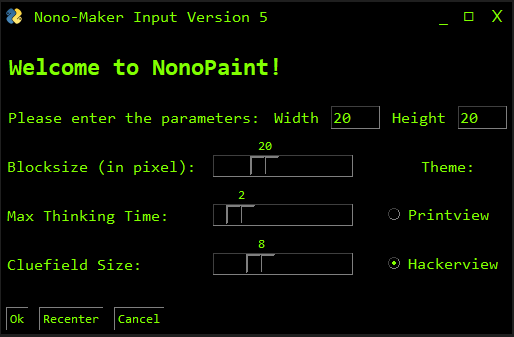 Nono-Maker Input Version 5 _ □ X
Welcome to NonoPaint!
Please enter the parameters: Width 20 Height 20
20
Blocksize (in pixel): Theme:
2
Max Thinking Time: Printview
8
Cluefield Size: Hackerview
Ok Recenter Cancel